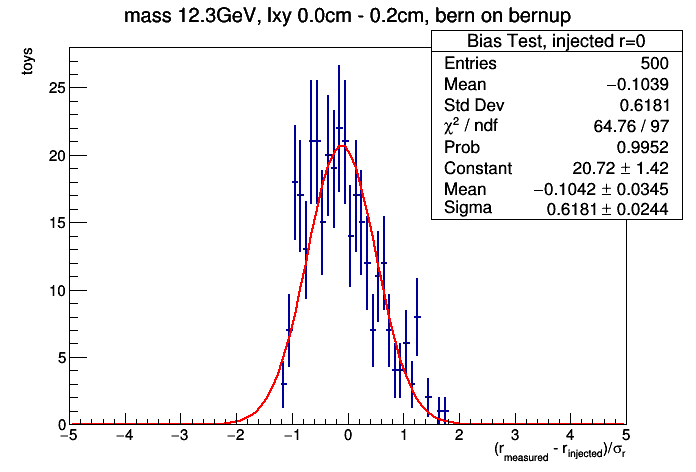 mass 12.3GeV, lxy 0.0cm - 0.2cm, bern on bernup
toys
Bias Test, injected r=0
Entries 500
Mean −0.1039
Std Dev 0.6181
χ² / ndf 64.76 / 97
Prob 0.9952
Constant 20.72 ± 1.42
Mean −0.1042 ± 0.0345
Sigma 0.6181 ± 0.0244
25
20
15
10
5
0
−5 −4 −3 −2 −1 0 1 2 3 4 5
(r_measured - r_injected)/σ_r